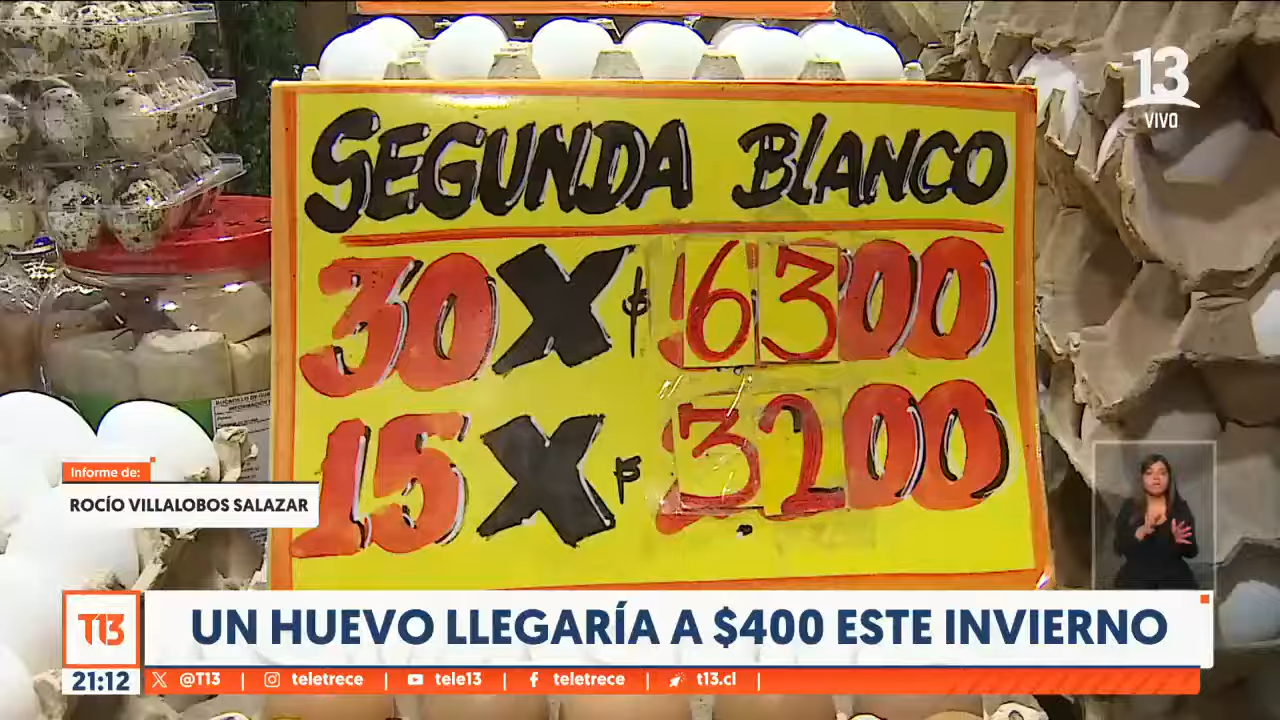 13
VIVO
SEGUNDA BLANCO
30 X $ 6300
15 X $ 3200
Informe de:
ROCÍO VILLALOBOS SALAZAR
T13
UN HUEVO LLEGARÍA A $400 ESTE INVIERNO
21:12
@T13 | teletrece | tele13 | teletrece | t13.cl |